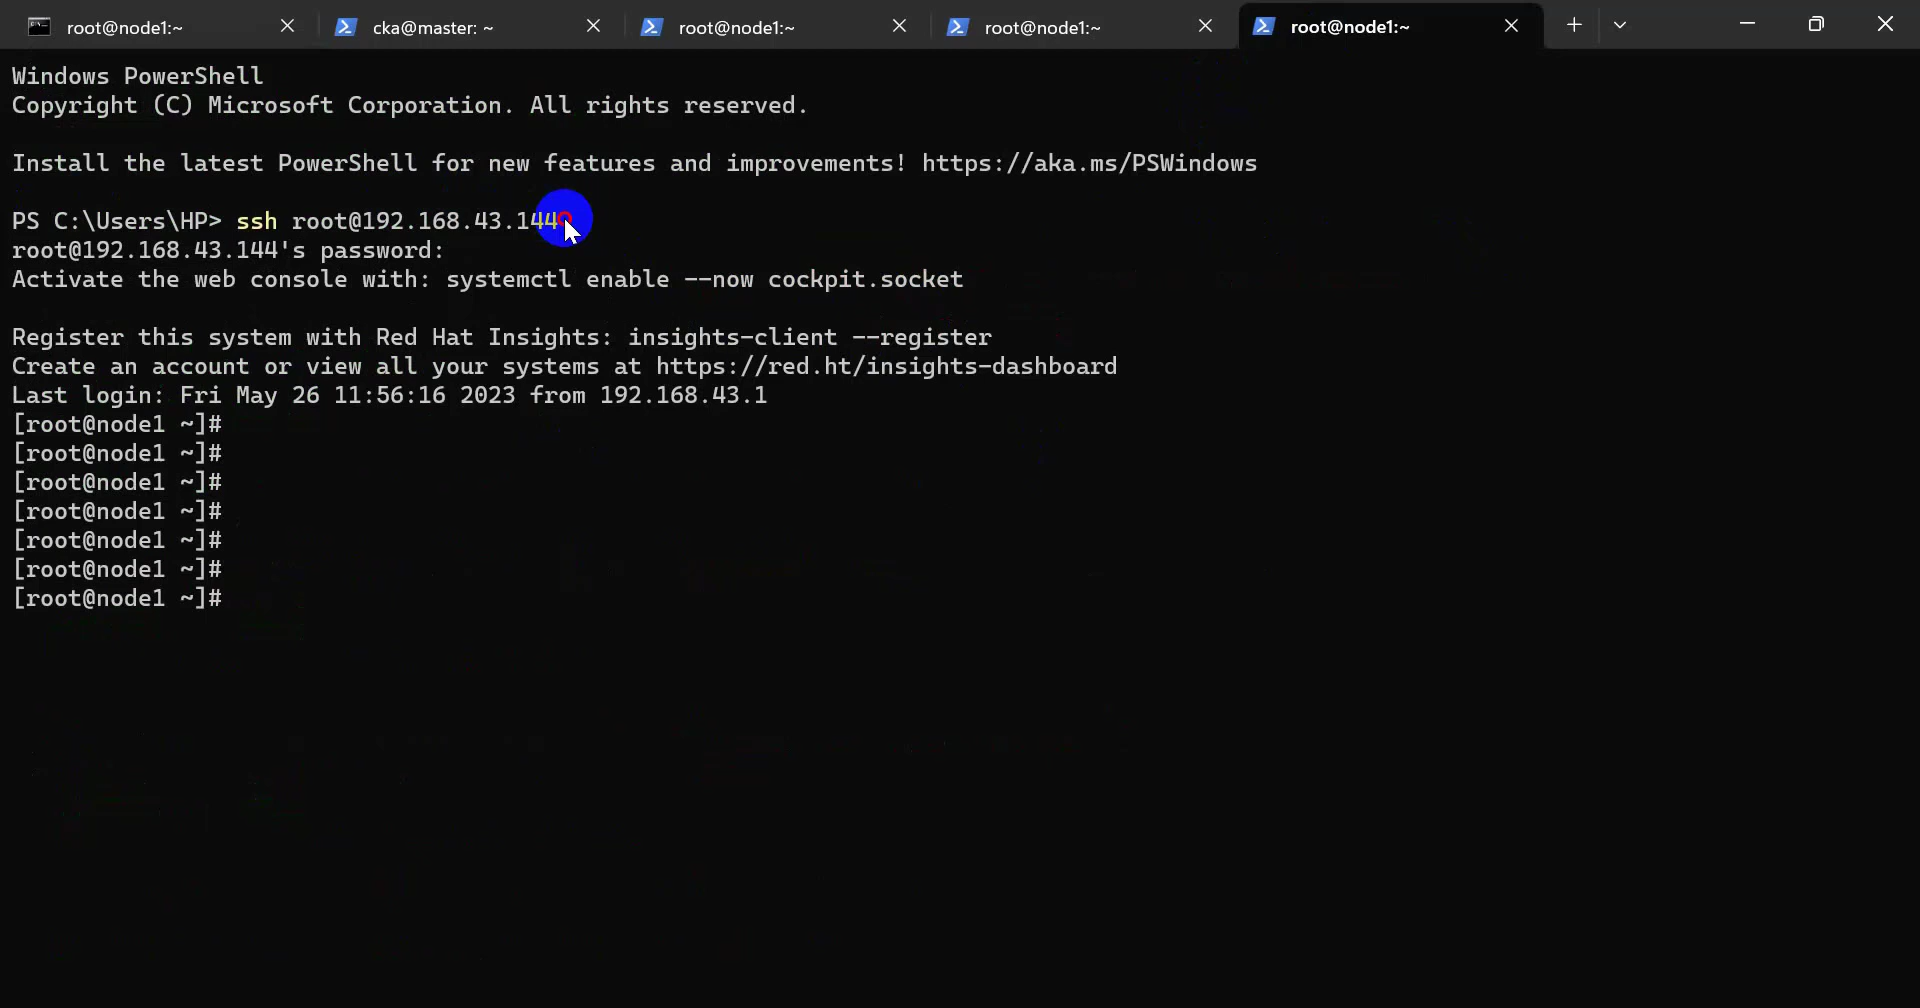 root@node1:~ cka@master: ~ root@node1:~ root@node1:~ root@node1:~
Windows PowerShell
Copyright (C) Microsoft Corporation. All rights reserved.
Install the latest PowerShell for new features and improvements! https://aka.ms/PSWindows
PS C:\Users\HP> ssh root@192.168.43.144
root@192.168.43.144's password:
Activate the web console with: systemctl enable --now cockpit.socket
Register this system with Red Hat Insights: insights-client --register
Create an account or view all your systems at https://red.ht/insights-dashboard
Last login: Fri May 26 11:56:16 2023 from 192.168.43.1
[root@node1 ~]#
[root@node1 ~]#
[root@node1 ~]#
[root@node1 ~]#
[root@node1 ~]#
[root@node1 ~]#
[root@node1 ~]#